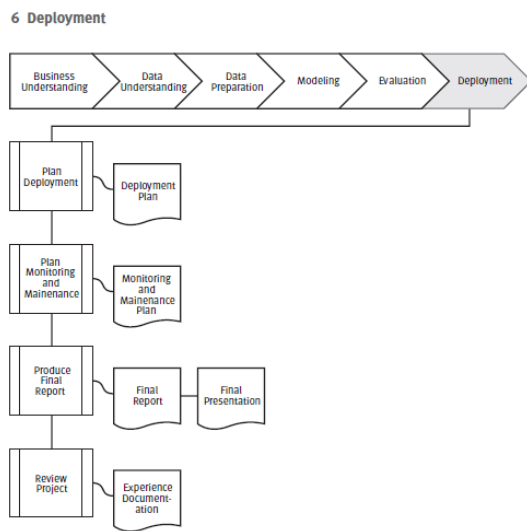 6 Deployment
Business
Understanding
Data
Understanding
Data
Preparation
Modeling
Evaluation
Deployment
Plan
Deployment
Deployment
Plan
Plan
Monitoring
and
Mainenance
Monitoring
and
Mainenance
Plan
Produce
Final
Report
Final
Report
Final
Presentation
Review
Project
Experience
Document-
ation